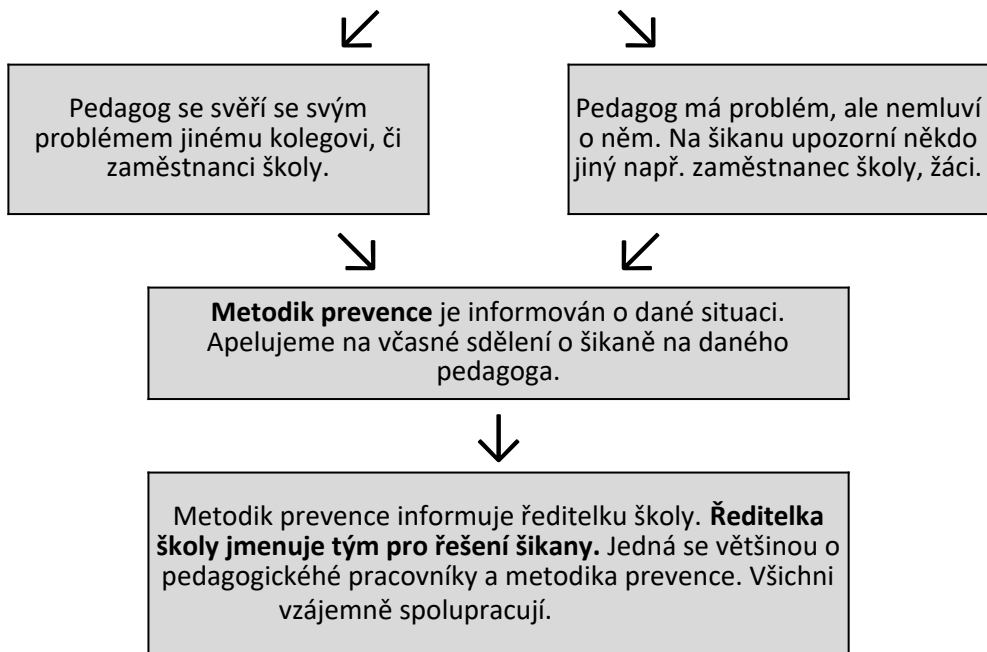 Pedagog se svěří se svým
problémem jinému kolegovi, či
zaměstnanci školy.
Pedagog má problém, ale nemluví
o něm. Na šikanu upozorní někdo
jiný např. zaměstnanec školy, žáci.
Metodik prevence je informován o dané situaci.
Apelujeme na včasné sdělení o šikaně na daného
pedagoga.
Metodik prevence informuje ředitelku školy. Ředitelka
školy jmenuje tým pro řešení šikany. Jedná se většinou o
pedagogickéhé pracovníky a metodika prevence. Všichni
vzájemně spolupracují.